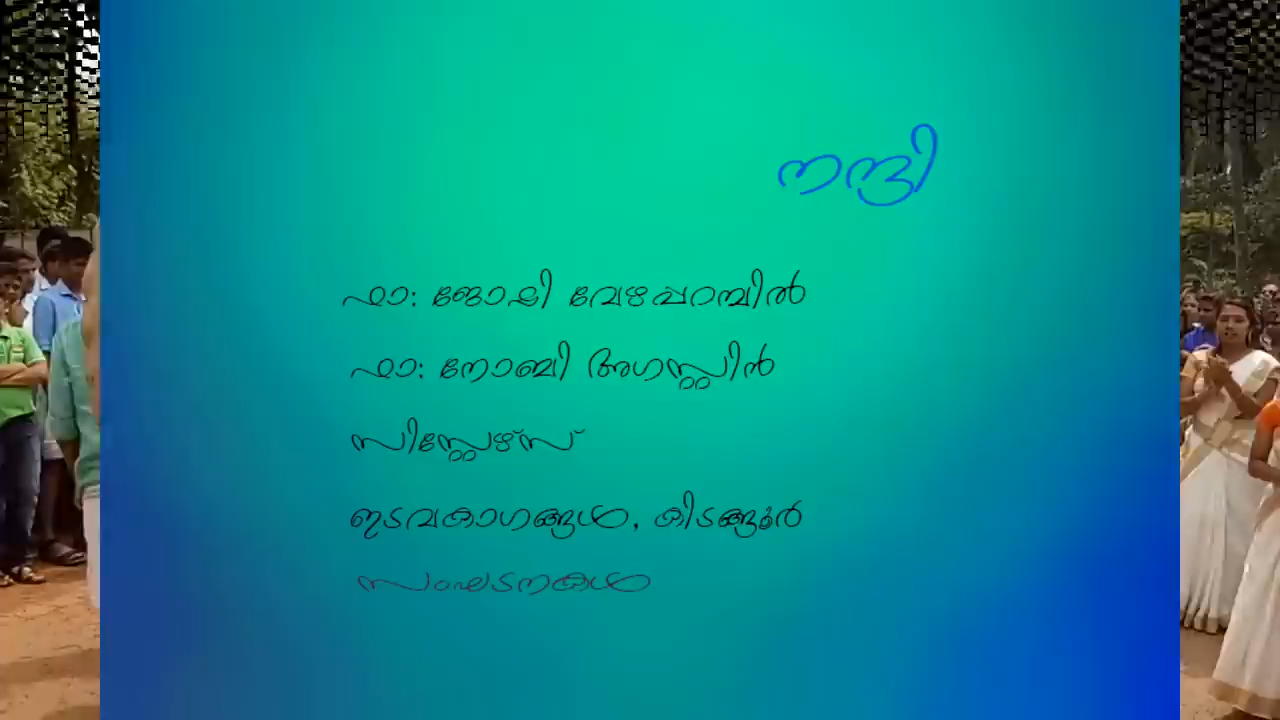 നന്ദി
ഫാ: ജോഷി വേഴപ്പറമ്പിൽ
ഫാ: നോബി അഗസ്റ്റിൻ
സിസ്റ്റേഴ്സ്
ഇടവകാഗങ്ങൾ, കിടങ്ങൂർ
സംഘടനകൾ